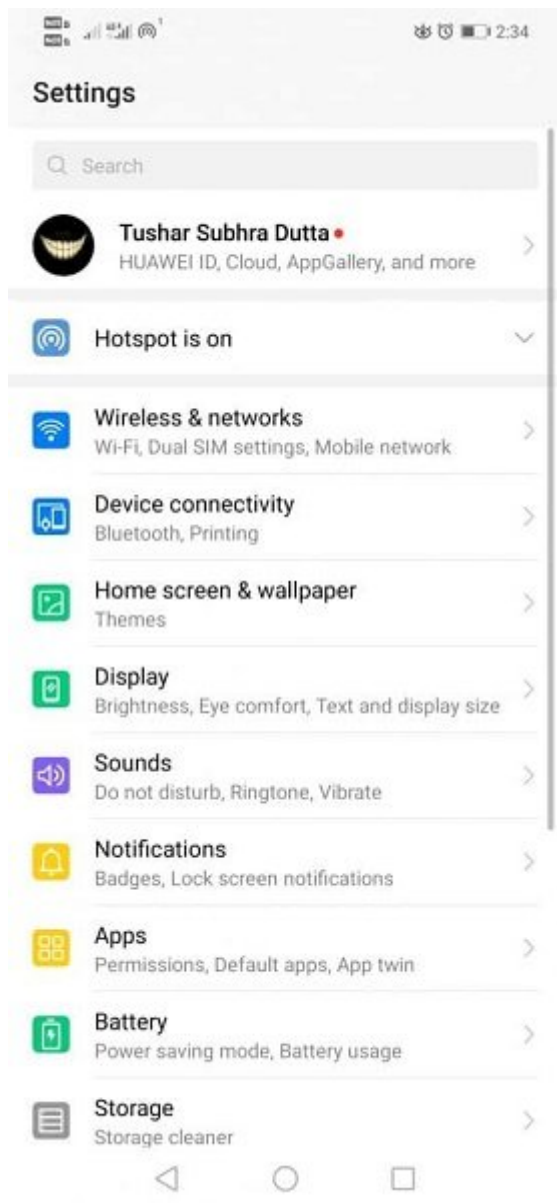 2:34
Settings
Search
Tushar Subhra Dutta
HUAWEI ID, Cloud, AppGallery, and more
Hotspot is on
Wireless & networks
Wi-Fi, Dual SIM settings, Mobile network
Device connectivity
Bluetooth, Printing
Home screen & wallpaper
Themes
Display
Brightness, Eye comfort, Text and display size
Sounds
Do not disturb, Ringtone, Vibrate
Notifications
Badges, Lock screen notifications
Apps
Permissions, Default apps, App twin
Battery
Power saving mode, Battery usage
Storage
Storage cleaner